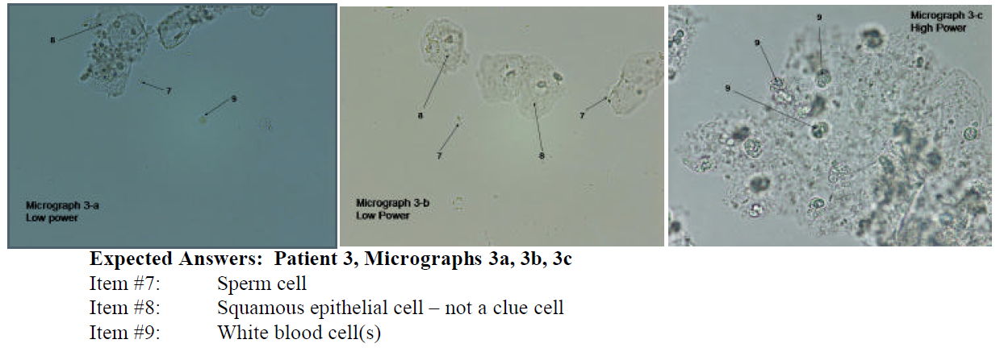 8
7
9
Micrograph 3-a
Low power
8
7
7
8
Micrograph 3-b
Low Power
9
9
9
Micrograph 3-c
High Power
Expected Answers: Patient 3, Micrographs 3a, 3b, 3c
Item #7: Sperm cell
Item #8: Squamous epithelial cell – not a clue cell
Item #9: White blood cell(s)